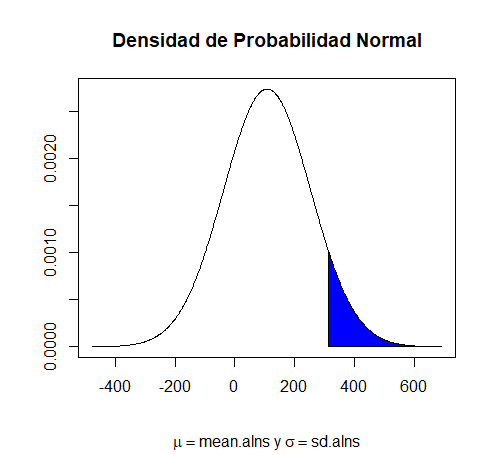 Densidad de Probabilidad Normal
0.0020
0.0010
0.0000
-400 -200 0 200 400 600
μ = mean.alns y σ = sd.alns